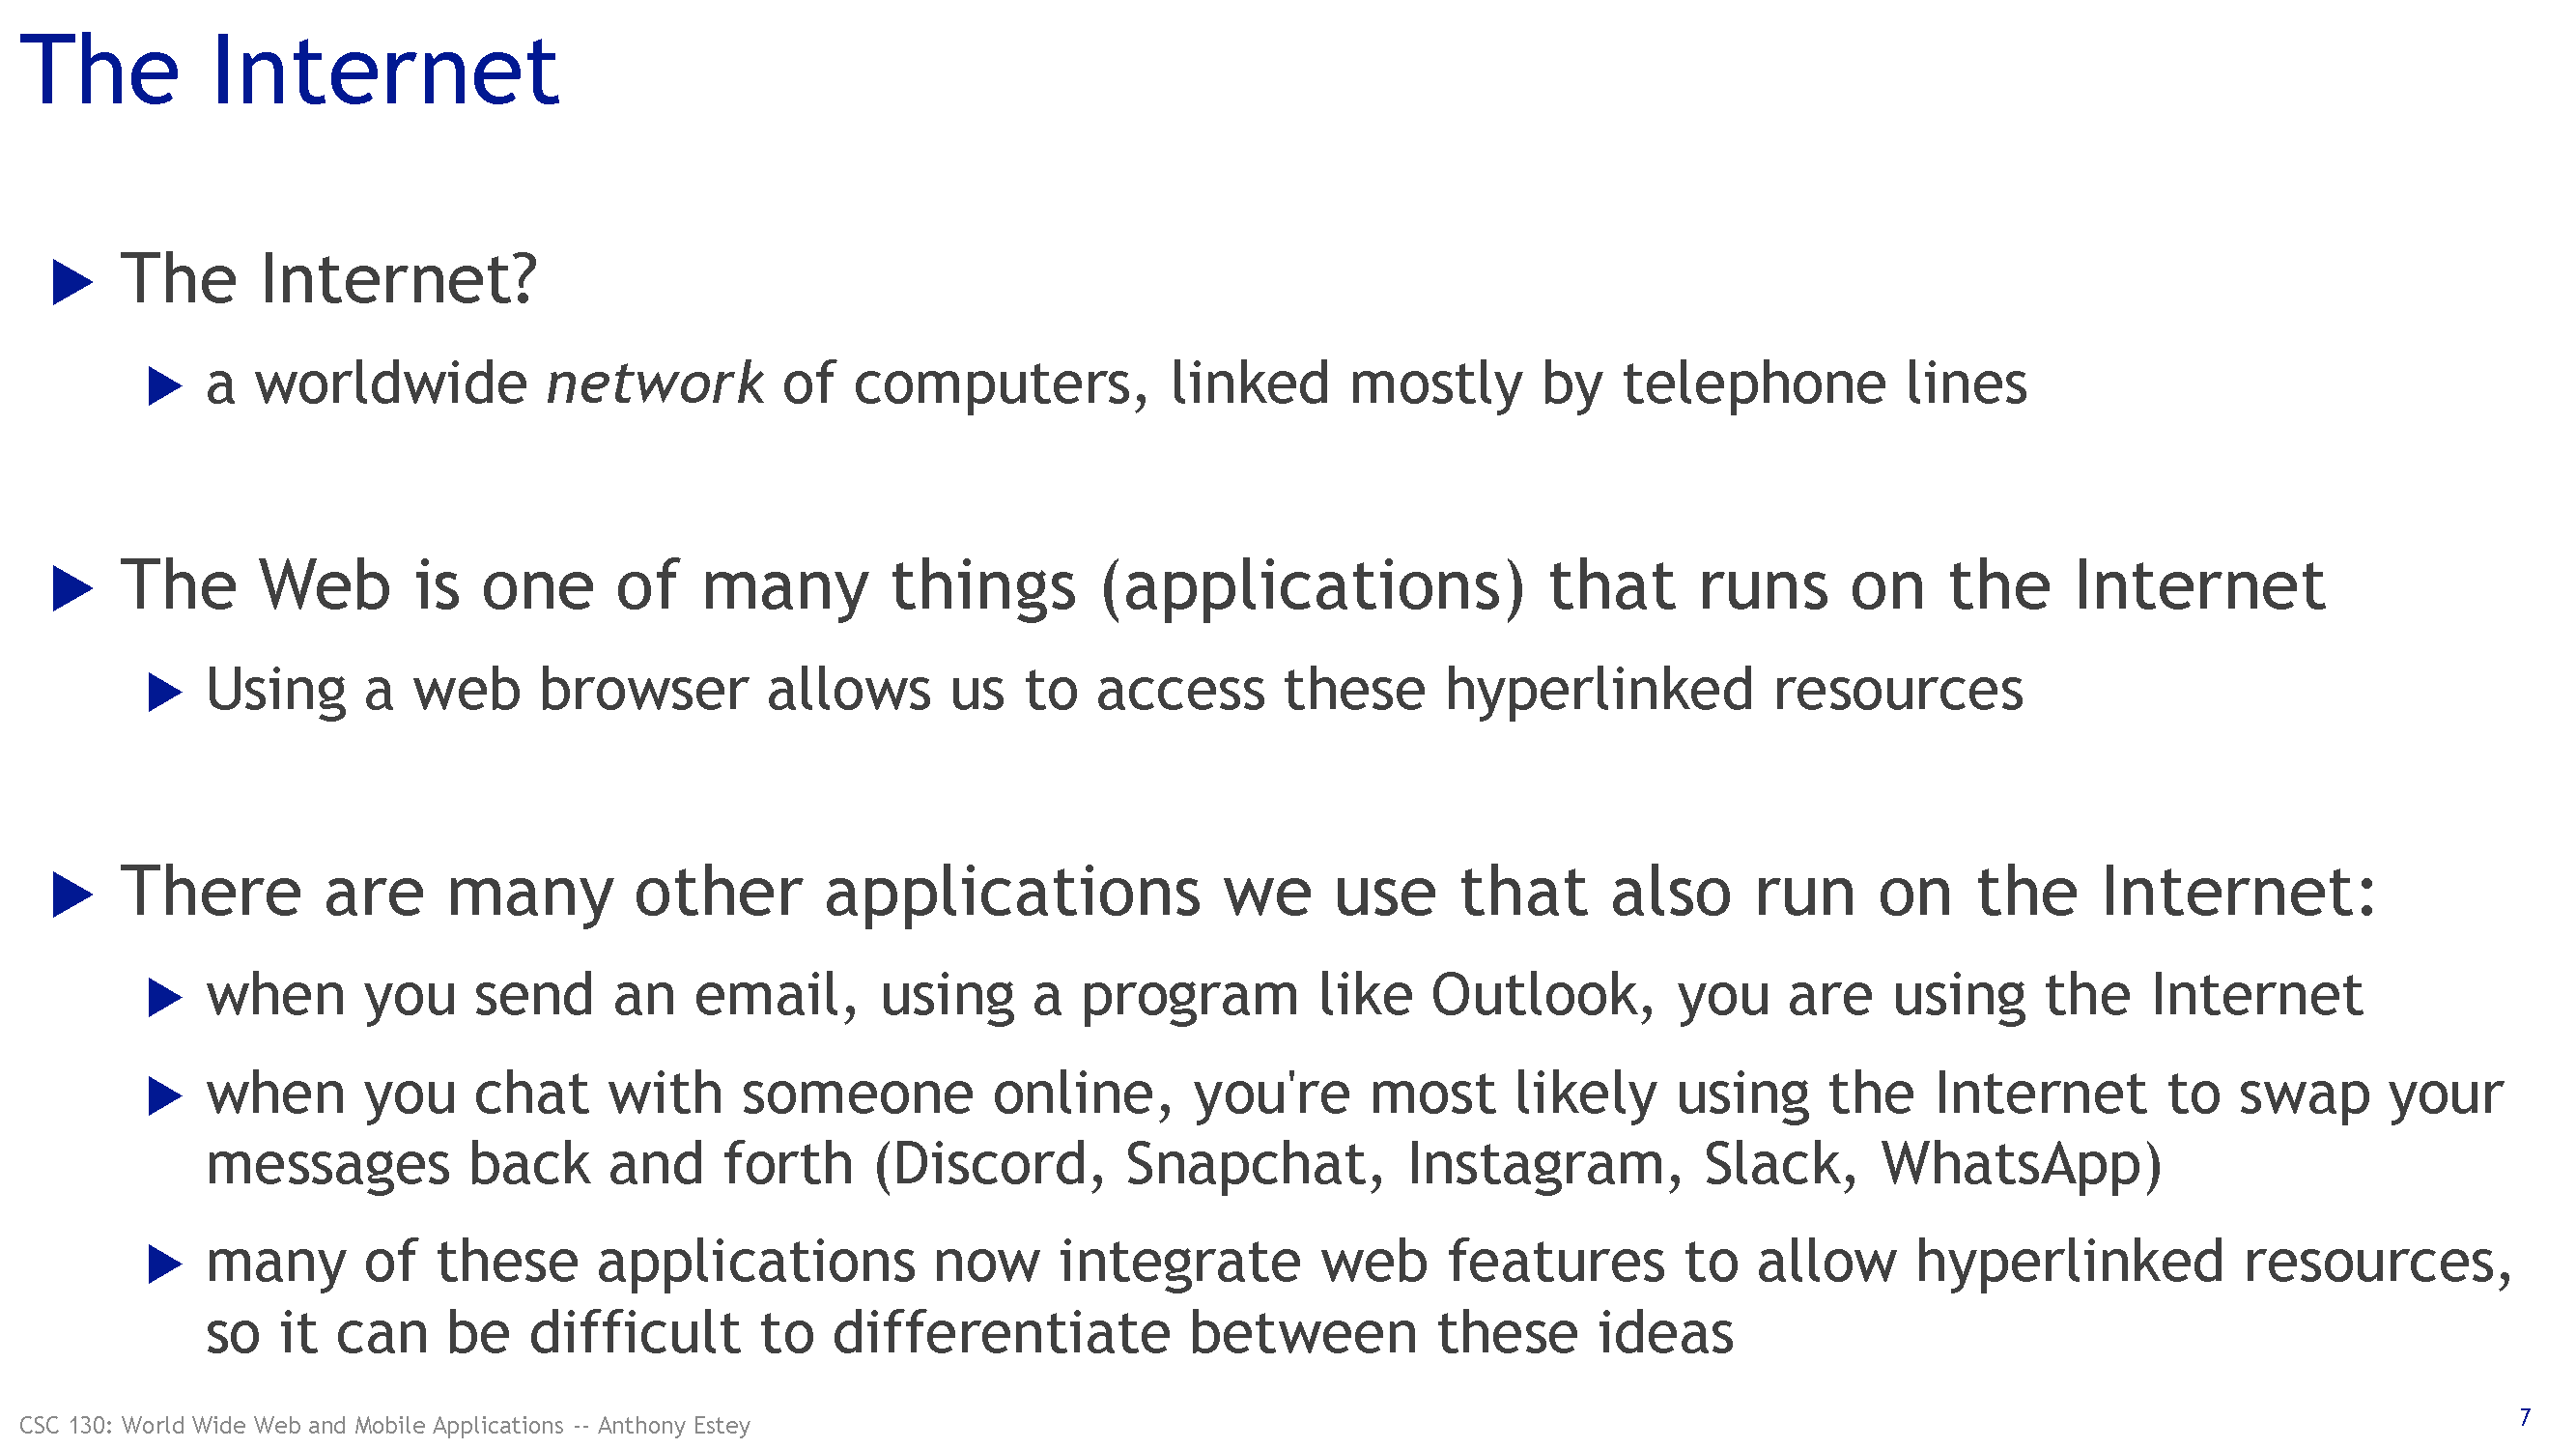 The Internet
The Internet?
a worldwide network of computers, linked mostly by telephone lines
The Web is one of many things (applications) that runs on the Internet
Using a web browser allows us to access these hyperlinked resources
There are many other applications we use that also run on the Internet:
when you send an email, using a program like Outlook, you are using the Internet
when you chat with someone online, you're most likely using the Internet to swap your
messages back and forth (Discord, Snapchat, Instagram, Slack, WhatsApp)
many of these applications now integrate web features to allow hyperlinked resources,
so it can be difficult to differentiate between these ideas
CSC 130: World Wide Web and Mobile Applications -- Anthony Estey
7